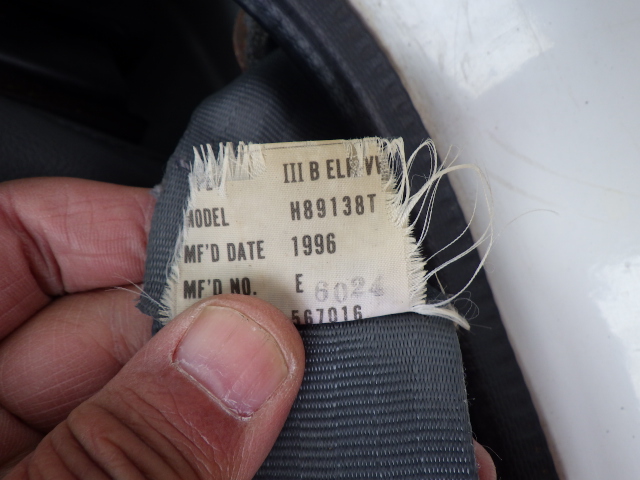 III B ELR
MODEL H89138T
MF'D DATE 1996
MF'D NO. E 6024
567016